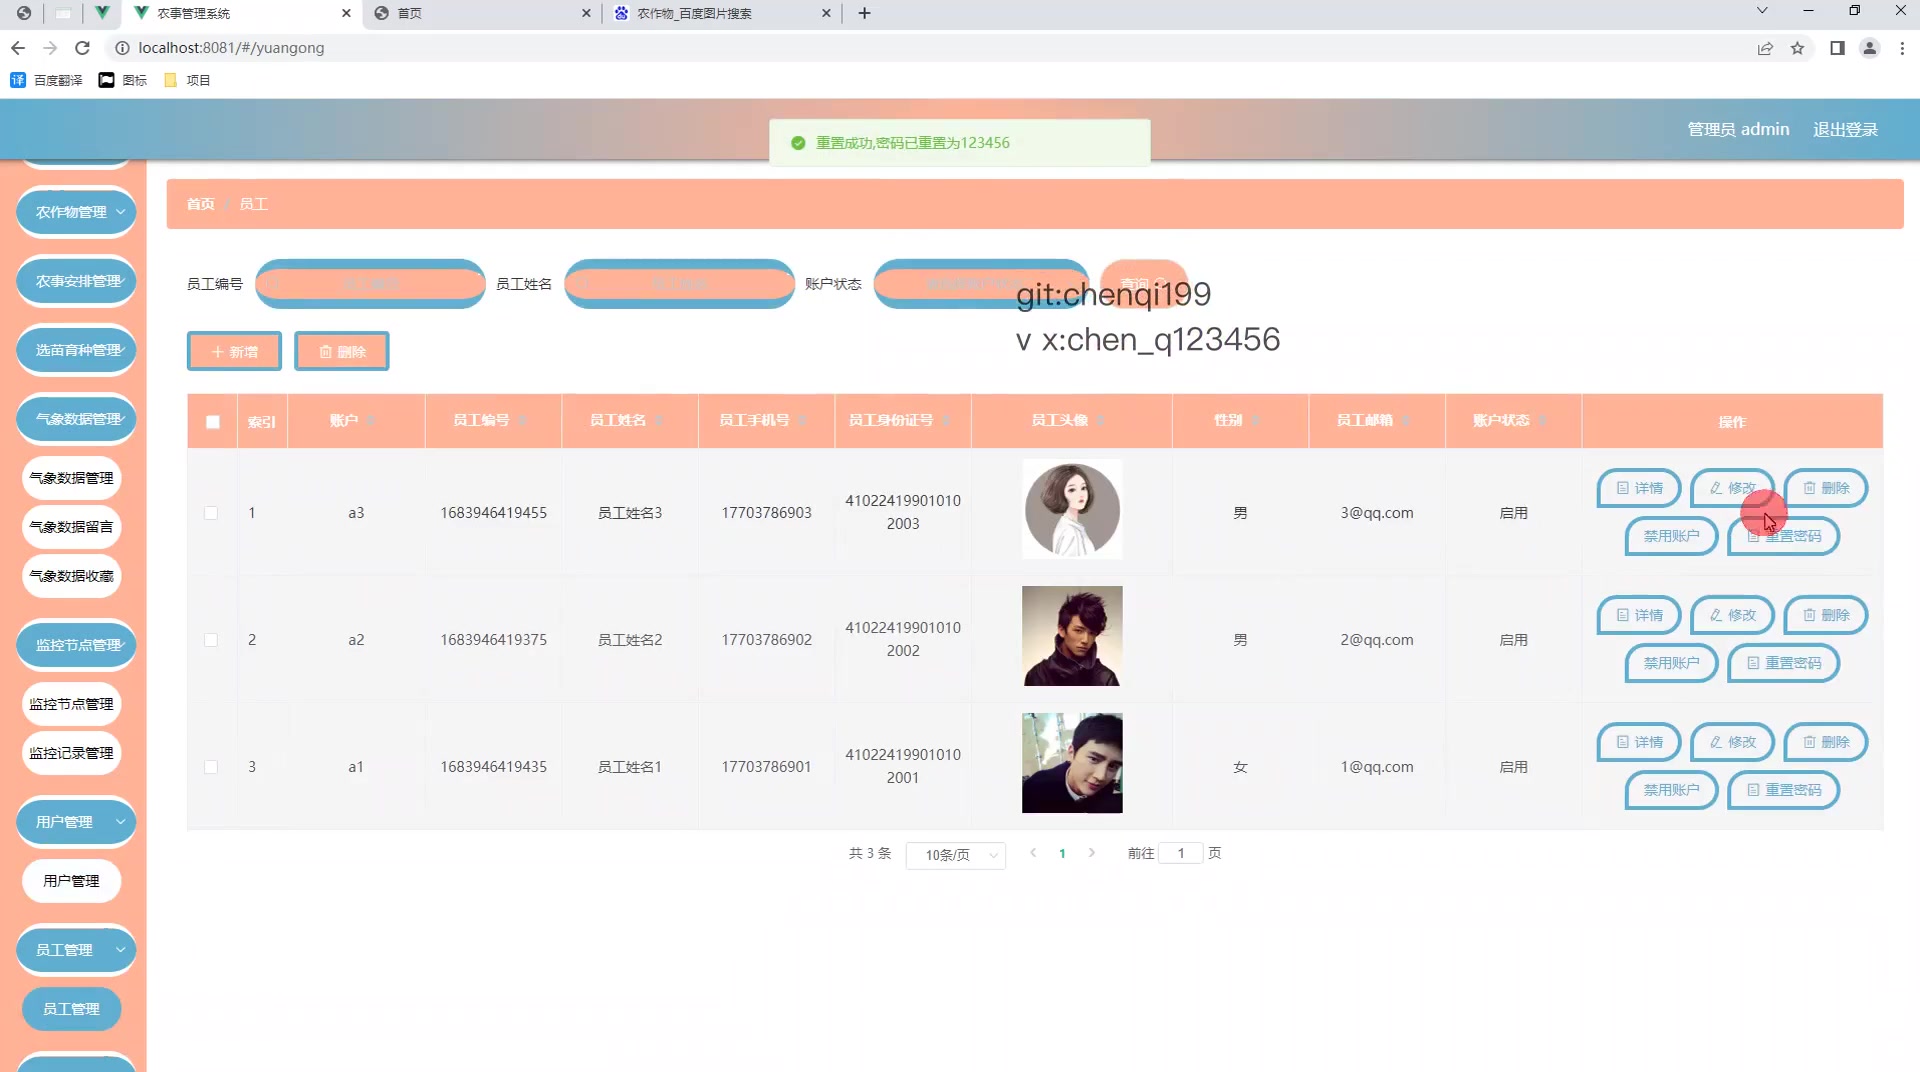 农事管理系统
首页
农作物_百度图片搜索
localhost:8081/#/yuangong
百度翻译
图标
项目
管理员 admin
退出登录
重置成功,密码已重置为123456
首页 / 员工
员工编号
员工姓名
账户状态
查询
git:chenqi199
v x:chen_q123456
新增
删除
索引 账户 员工编号 员工姓名 员工手机号 员工身份证号 员工头像 性别 员工邮箱 账户状态 操作
1 a3 1683946419455 员工姓名3 17703786903 41022419901010 2003 男 3@qq.com 启用
详情 修改 删除
禁用账户 重置密码
2 a2 1683946419375 员工姓名2 17703786902 41022419901010 2002 男 2@qq.com 启用
详情 修改 删除
禁用账户 重置密码
3 a1 1683946419435 员工姓名1 17703786901 41022419901010 2001 女 1@qq.com 启用
详情 修改 删除
禁用账户 重置密码
共 3 条 10条/页 1 前往 1 页
农作物管理
农事安排管理
选苗育种管理
气象数据管理
气象数据管理
气象数据留言
气象数据收藏
监控节点管理
监控节点管理
监控记录管理
用户管理
用户管理
员工管理
员工管理